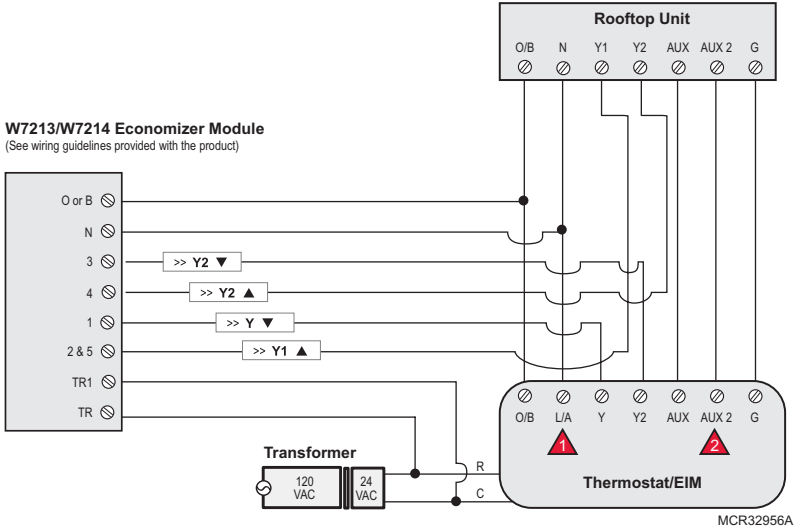 Rooftop Unit
O/B N Y1 Y2 AUX AUX 2 G
W7213/W7214 Economizer Module
(See wiring guidelines provided with the product)
O or B
N
3 >> Y2 ▼
4 >> Y2 ▲
1 >> Y ▼
2 & 5 >> Y1 ▲
TR1
TR
O/B L/A Y Y2 AUX AUX 2 G
1 2
Thermostat/EIM
Transformer
120 VAC
24 VAC
R
C
MCR32956A